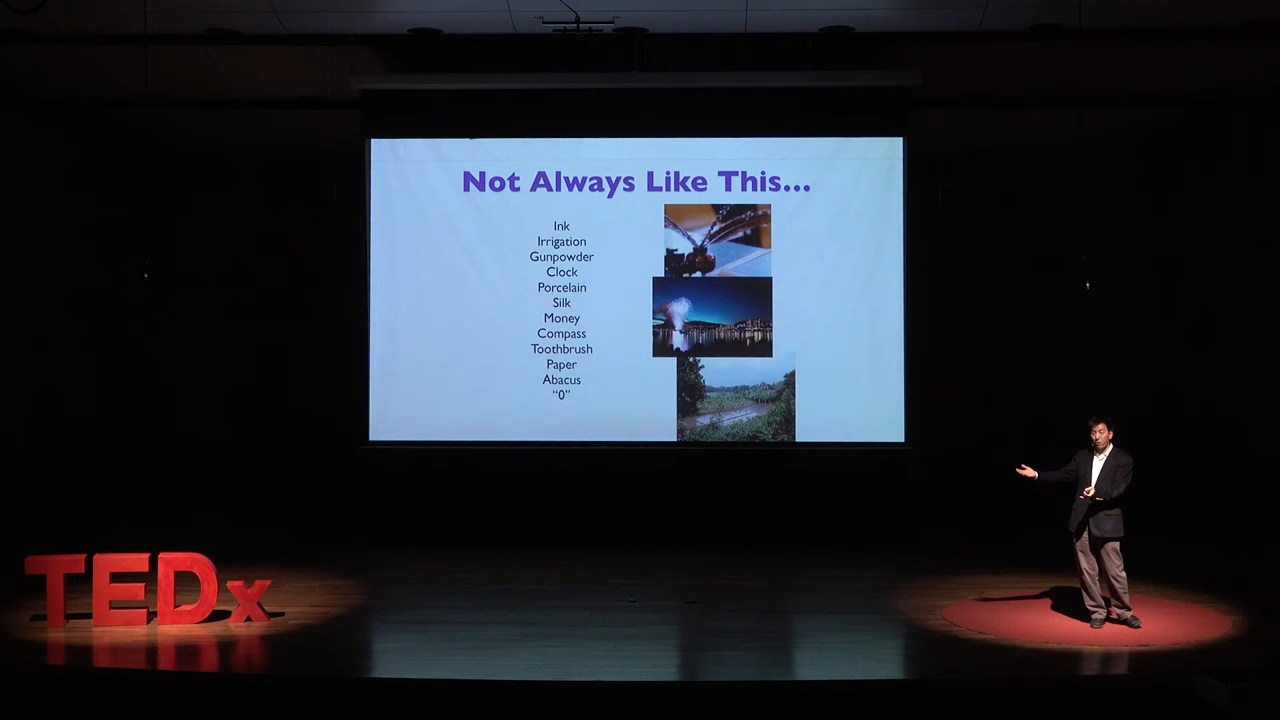 Not Always Like This...
Ink
Irrigation
Gunpowder
Clock
Porcelain
Silk
Money
Compass
Toothbrush
Paper
Abacus
“0”
TEDx